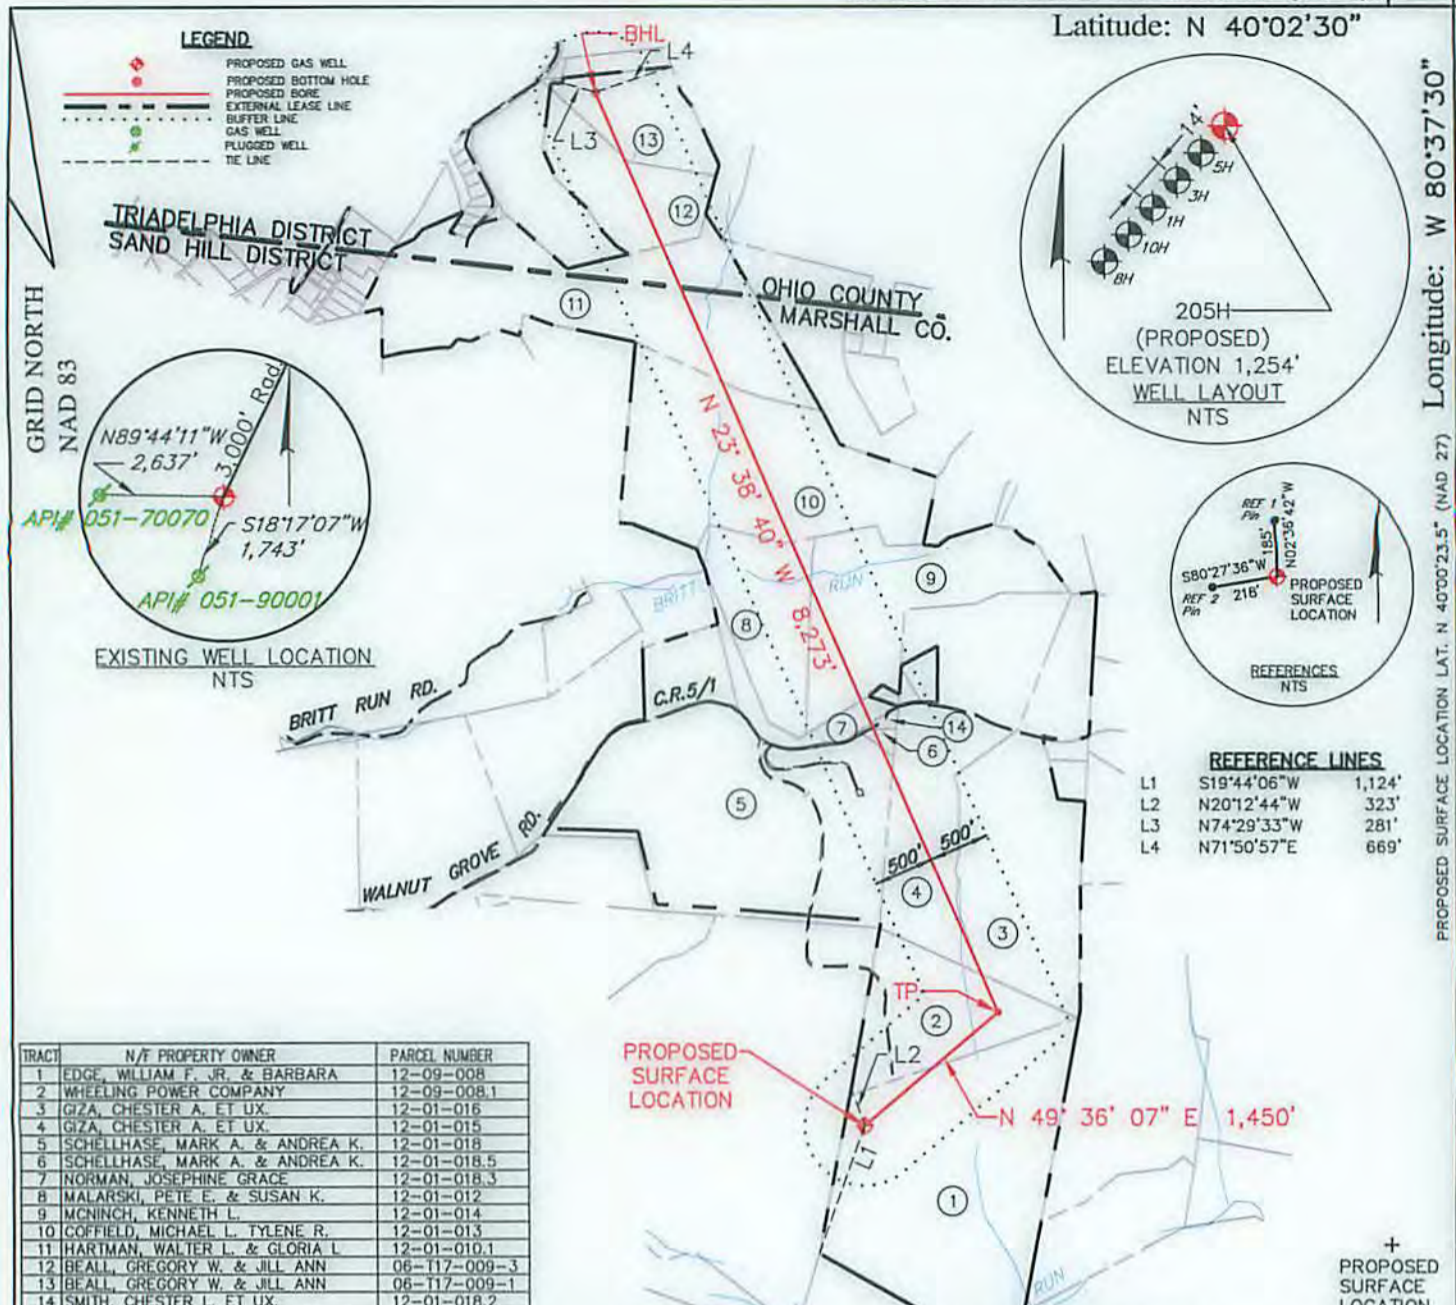 Latitude: N 40°02'30"
LEGEND
PROPOSED GAS WELL
PROPOSED BOTTOM HOLE
PROPOSED BORE
EXTERNAL LEASE LINE
BUFFER LINE
GAS WELL
PLUGGED WELL
TIE LINE
BHL
L4
L3
13
12
11
TRIADELPHIA DISTRICT
SAND HILL DISTRICT
OHIO COUNTY
MARSHALL CO.
14'
5H
3H
1H
10H
8H
205H
(PROPOSED)
ELEVATION 1,254'
WELL LAYOUT
NTS
Longitude: W 80°37'30"
PROPOSED SURFACE LOCATION LAT. N 40°00'23.5" (NAD 27)
GRID NORTH
NAD 83
3,000' Rad.
N89°44'11"W
2,637'
API# 051-70070
S18°17'07"W
1,743'
API# 051-90001
EXISTING WELL LOCATION
NTS
N 23° 38' 40" W 8,273'
10
9
BRITT RUN
8
REF 1
Pin
185'
N02°36'42"W
S80°27'36"W
218'
REF 2
Pin
PROPOSED
SURFACE
LOCATION
REFERENCES
NTS
BRITT RUN RD.
C.R.5/1
7
14
6
5
WALNUT GROVE RD.
500' 500'
4
3
REFERENCE LINES
L1 S19°44'06"W 1,124'
L2 N20°12'44"W 323'
L3 N74°29'33"W 281'
L4 N71°50'57"E 669'
TP
2
L2
PROPOSED
SURFACE
LOCATION
N 49° 36' 07" E 1,450'
L1
1
RUN
+
PROPOSED
SURFACE
LOCATION
TRACT N/F PROPERTY OWNER PARCEL NUMBER
1 EDGE, WILLIAM F. JR. & BARBARA 12-09-008
2 WHEELING POWER COMPANY 12-09-008.1
3 GIZA, CHESTER A. ET UX. 12-01-016
4 GIZA, CHESTER A. ET UX. 12-01-015
5 SCHELLHASE, MARK A. & ANDREA K. 12-01-018
6 SCHELLHASE, MARK A. & ANDREA K. 12-01-018.5
7 NORMAN, JOSEPHINE GRACE 12-01-018.3
8 MALARSKI, PETE E. & SUSAN K. 12-01-012
9 MCNINCH, KENNETH L. 12-01-014
10 COFFIELD, MICHAEL L. TYLENE R. 12-01-013
11 HARTMAN, WALTER L. & GLORIA L 12-01-010.1
12 BEALL, GREGORY W. & JILL ANN 06-T17-009-3
13 BEALL, GREGORY W. & JILL ANN 06-T17-009-1
14 SMITH, CHESTER L. ET UX. 12-01-018.2